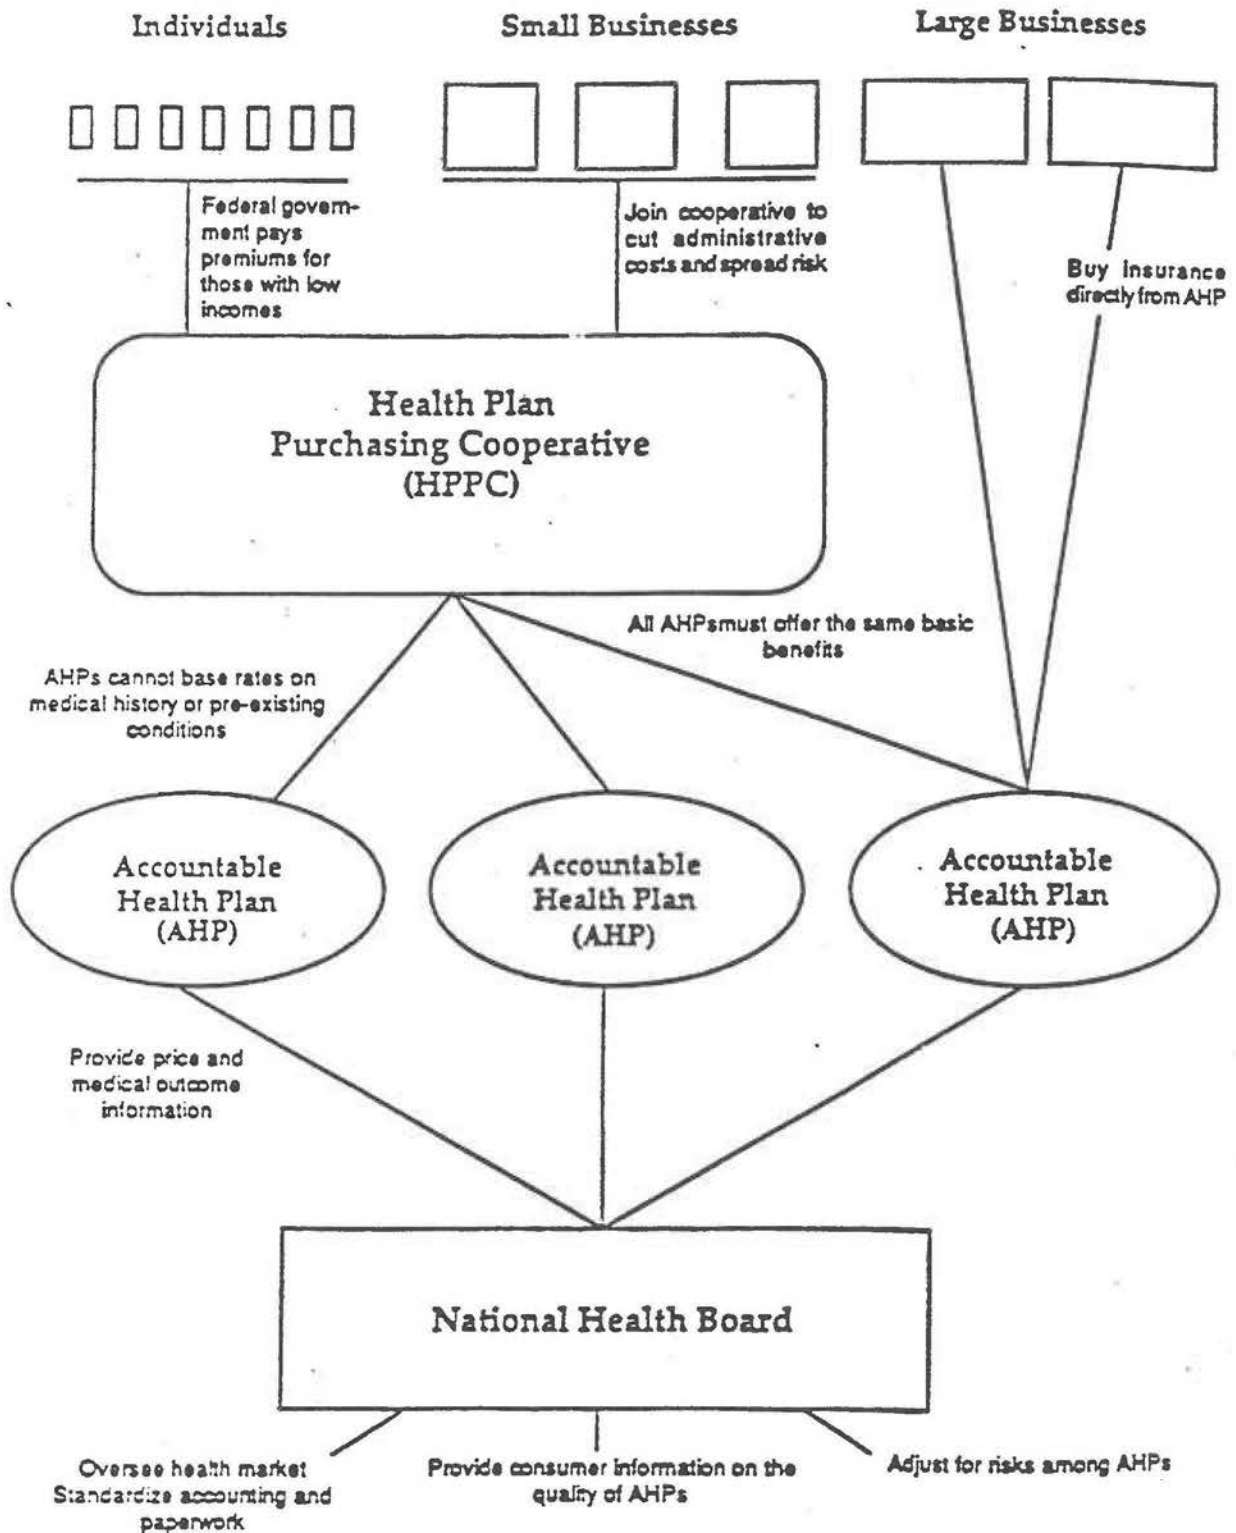 Individuals
Small Businesses
Large Businesses
Federal govern-
ment pays
premiums for
those with low
incomes
Join cooperative to
cut administrative
costs and spread risk
Buy insurance
directly from AHP
Health Plan
Purchasing Cooperative
(HPPC)
All AHPs must offer the same basic
benefits
AHPs cannot base rates on
medical history or pre-existing
conditions
Accountable
Health Plan
(AHP)
Accountable
Health Plan
(AHP)
Accountable
Health Plan
(AHP)
Provide price and
medical outcome
information
National Health Board
Oversee health market
Standardize accounting and
paperwork
Provide consumer information on the
quality of AHPs
Adjust for risks among AHPs